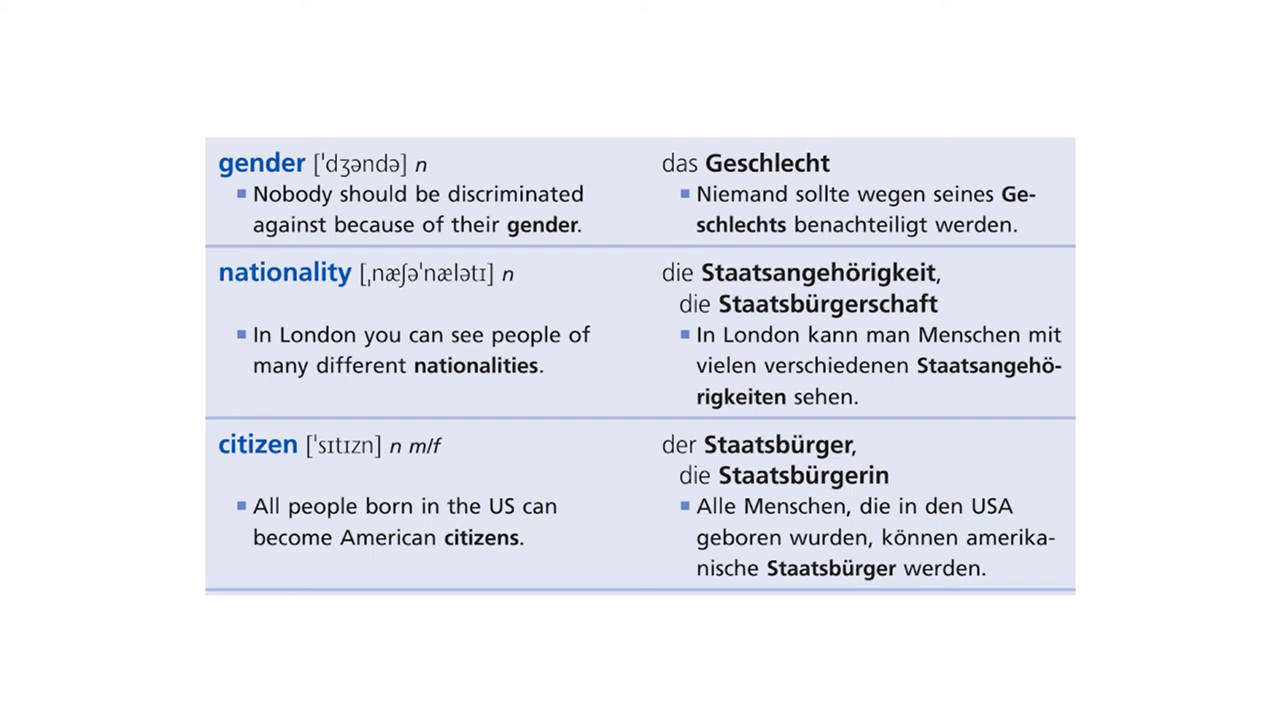 gender [ˈdʒəndə] n
das Geschlecht
▪ Nobody should be discriminated
against because of their gender.
▪ Niemand sollte wegen seines Ge-
schlechts benachteiligt werden.
nationality [ˌnæʃəˈnælətɪ] n
die Staatsangehörigkeit,
die Staatsbürgerschaft
▪ In London you can see people of
many different nationalities.
▪ In London kann man Menschen mit
vielen verschiedenen Staatsangehö-
rigkeiten sehen.
citizen [ˈsɪtɪzn] n m/f
der Staatsbürger,
die Staatsbürgerin
▪ All people born in the US can
become American citizens.
▪ Alle Menschen, die in den USA
geboren wurden, können amerika-
nische Staatsbürger werden.